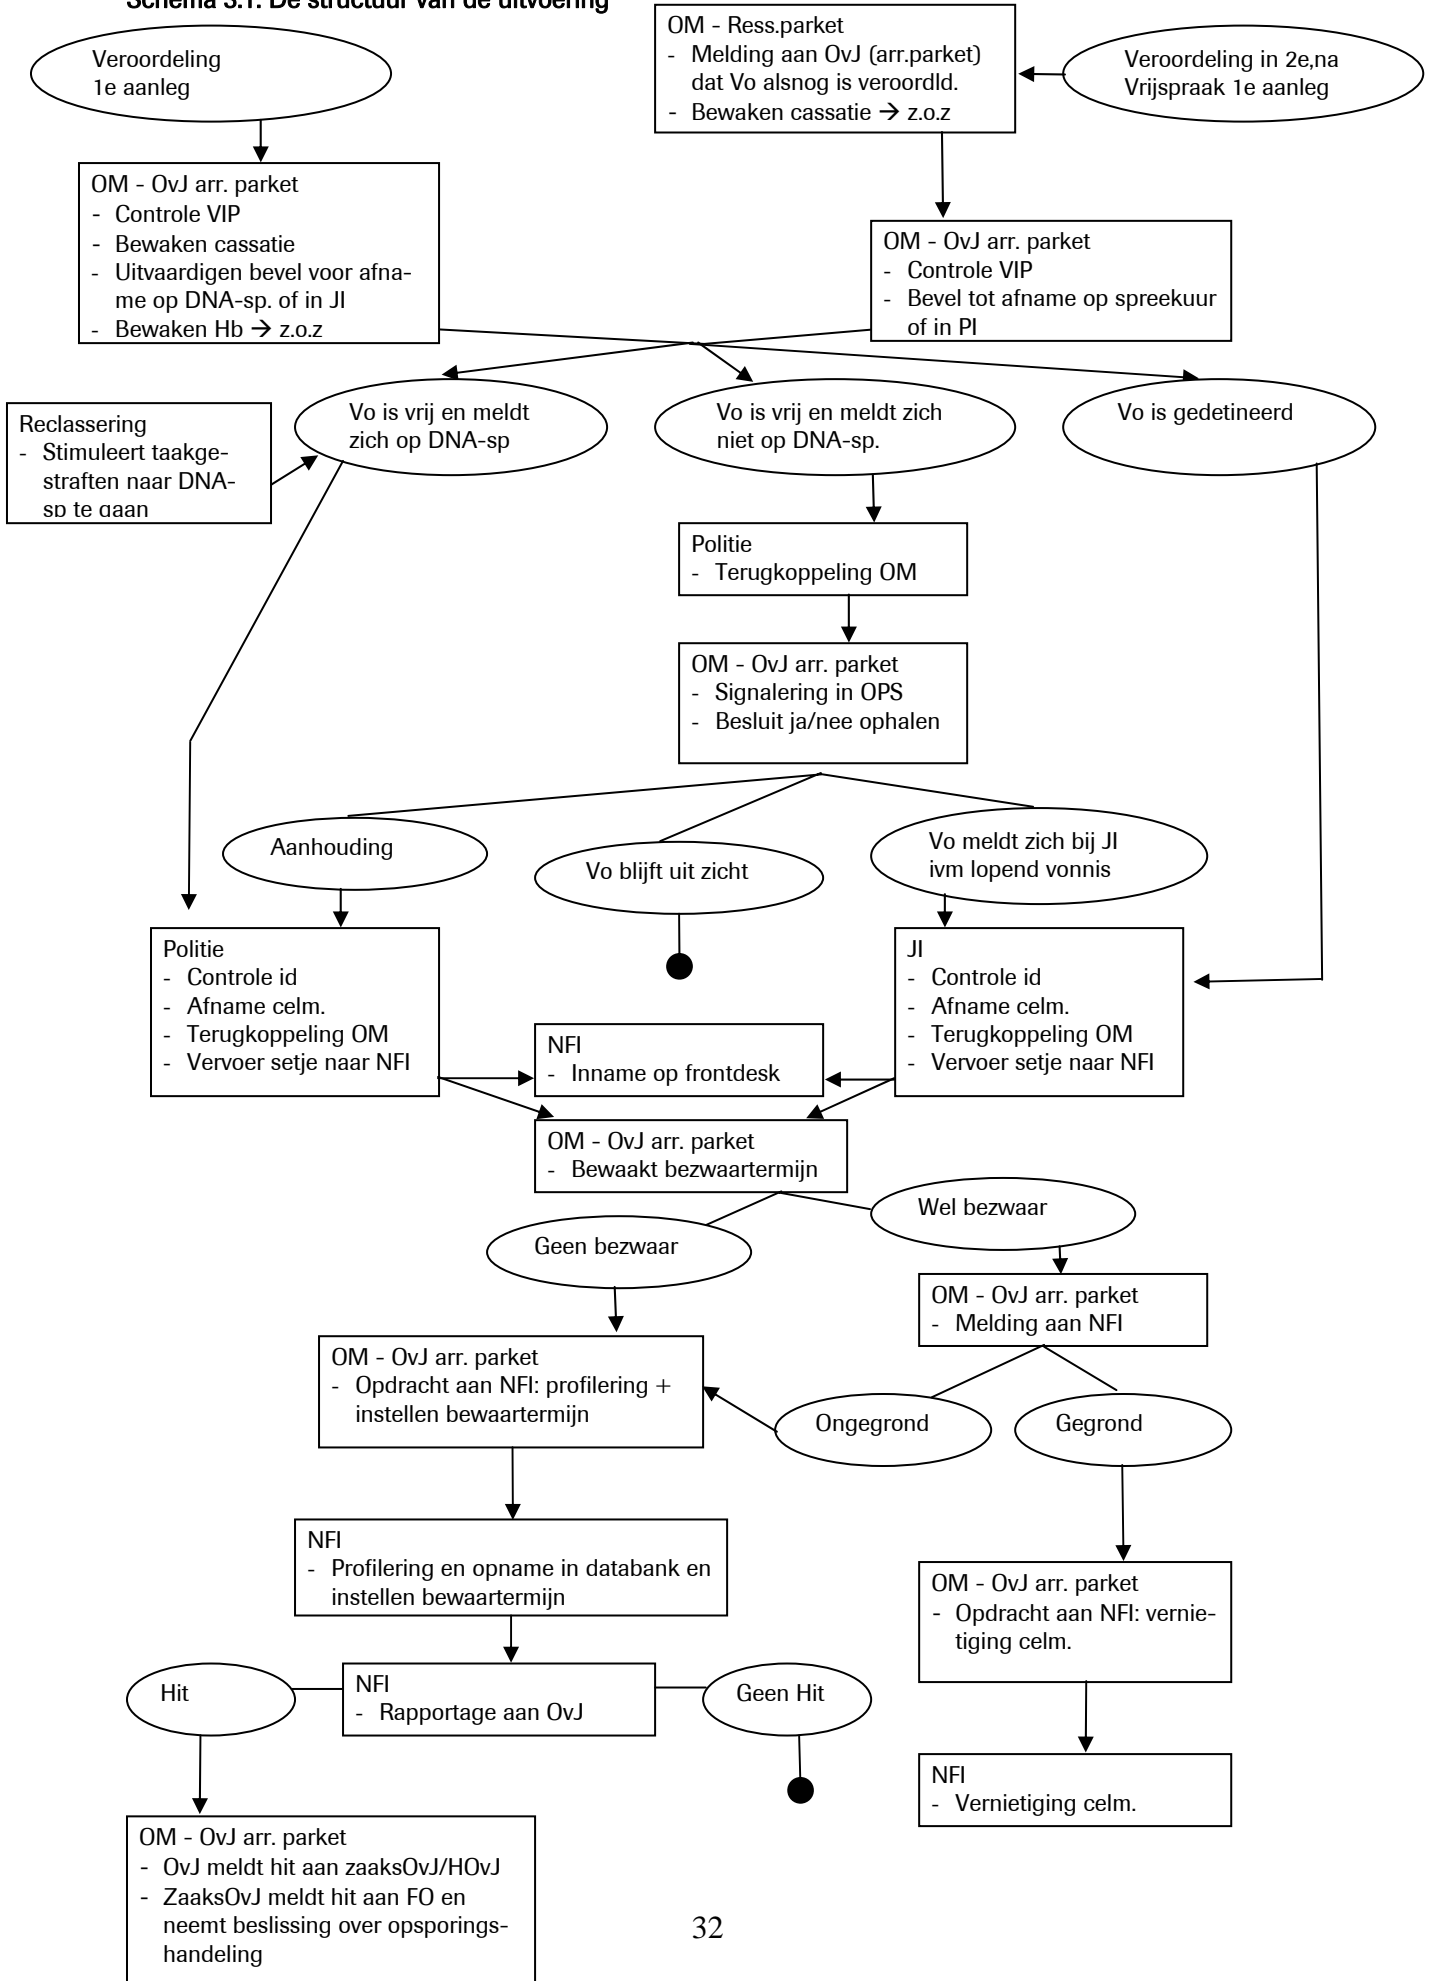 Schema 3.1. De structuur van de uitvoering
Veroordeling
1e aanleg
OM - Ress.parket
- Melding aan OvJ (arr.parket)
dat Vo alsnog is veroordld.
- Bewaken cassatie → z.o.z
Veroordeling in 2e,na
Vrijspraak 1e aanleg
OM - OvJ arr. parket
- Controle VIP
- Bewaken cassatie
- Uitvaardigen bevel voor afna-
me op DNA-sp. of in JI
- Bewaken Hb → z.o.z
OM - OvJ arr. parket
- Controle VIP
- Bevel tot afname op spreekuur
of in PI
Reclassering
- Stimuleert taakge-
straften naar DNA-
sp te gaan
Vo is vrij en meldt
zich op DNA-sp
Vo is vrij en meldt zich
niet op DNA-sp.
Vo is gedetineerd
Politie
- Terugkoppeling OM
OM - OvJ arr. parket
- Signalering in OPS
- Besluit ja/nee ophalen
Aanhouding
Vo blijft uit zicht
Vo meldt zich bij JI
ivm lopend vonnis
Politie
- Controle id
- Afname celm.
- Terugkoppeling OM
- Vervoer setje naar NFI
JI
- Controle id
- Afname celm.
- Terugkoppeling OM
- Vervoer setje naar NFI
NFI
- Inname op frontdesk
OM - OvJ arr. parket
- Bewaakt bezwaartermijn
Wel bezwaar
Geen bezwaar
OM - OvJ arr. parket
- Melding aan NFI
OM - OvJ arr. parket
- Opdracht aan NFI: profilering +
instellen bewaartermijn
Ongegrond
Gegrond
NFI
- Profilering en opname in databank en
instellen bewaartermijn
OM - OvJ arr. parket
- Opdracht aan NFI: vernie-
tiging celm.
Hit
NFI
- Rapportage aan OvJ
Geen Hit
NFI
- Vernietiging celm.
OM - OvJ arr. parket
- OvJ meldt hit aan zaaksOvJ/HOvJ
- ZaaksOvJ meldt hit aan FO en
neemt beslissing over opsporings-
handeling
32